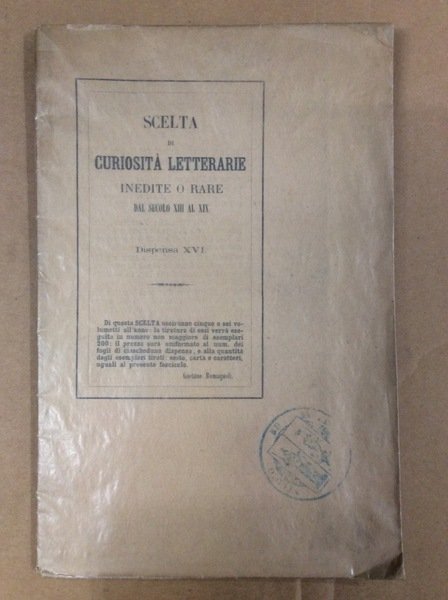 SCELTA
DI
CURIOSITÀ LETTERARIE
INEDITE O RARE
DAL SECOLO XIII AL XIX
Dispensa XVI.
Di questa SCELTA usciranno cinque o sei vo-
lumetti all'anno: la tiratura di essi verrà ese-
guita in numero non maggiore di esemplari
200: il prezzo sarà uniformato al num. dei
fogli di ciascheduna dispensa, e alla quantità
degli esemplari tirati: sesto, carta e caratteri,
uguali al presente fascicolo.
Gaetano Romagnoli.